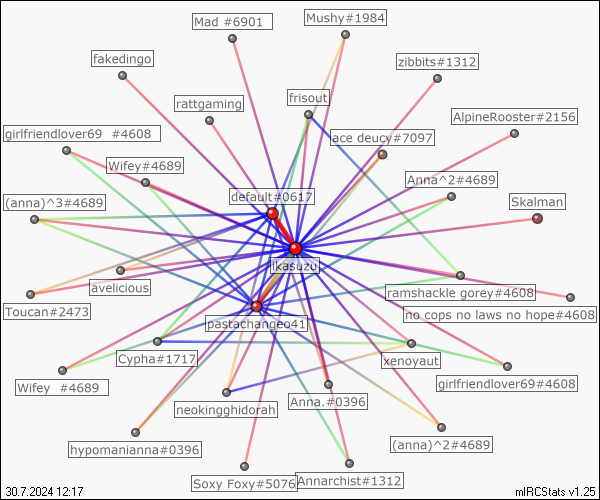 Mad #6901
Mushy#1984
fakedingo
zibbits#1312
rattgaming
frisout
AlpineRooster#2156
girlfriendlover69  #4608
ace deucy#7097
Wifey#4689
Anna^2#4689
default#0617
(anna)^3#4689
Skalman
ikasuzu
avelicious
ramshackle gorey#4608
Toucan#2473
no cops no laws no hope#4608
pastachangeo41
Cypha#1717
xenoyaut
Wifey  #4689
girlfriendlover69#4608
neokingghidorah
Anna.#0396
hypomanianna#0396
(anna)^2#4689
Soxy Foxy#5076
Annarchist#1312
30.7.2024 12:17
mIRCStats v1.25